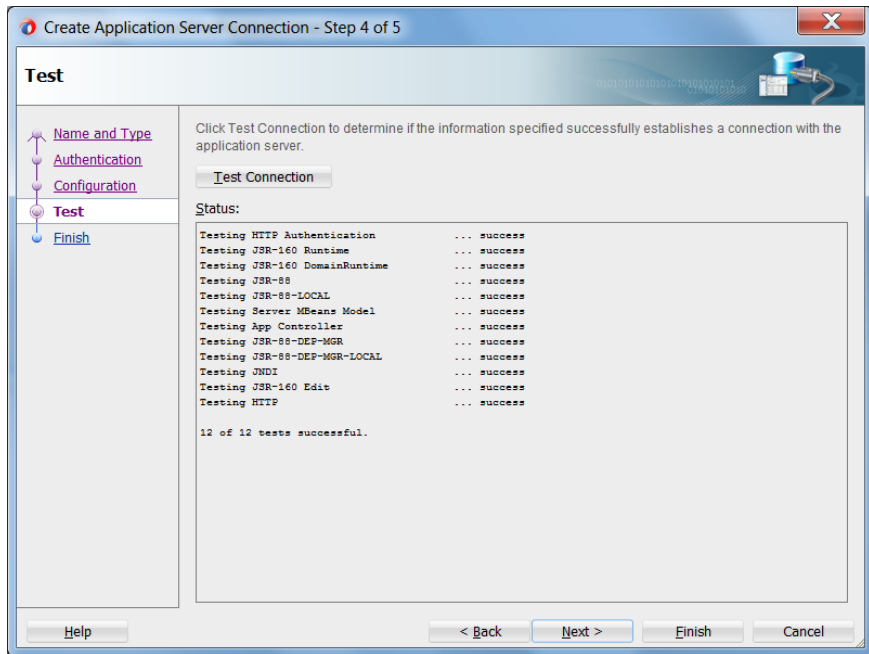 Create Application Server Connection - Step 4 of 5
Test
Name and Type
Authentication
Configuration
Test
Finish
Click Test Connection to determine if the information specified successfully establishes a connection with the
application server.
Test Connection
Status:
Testing HTTP Authentication ... success
Testing JSR-160 Runtime ... success
Testing JSR-160 DomainRuntime ... success
Testing JSR-88 ... success
Testing JSR-88-LOCAL ... success
Testing Server MBeans Model ... success
Testing App Controller ... success
Testing JSR-88-DEP-MGR ... success
Testing JSR-88-DEP-MGR-LOCAL ... success
Testing JNDI ... success
Testing JSR-160 Edit ... success
Testing HTTP ... success
12 of 12 tests successful.
Help
< Back
Next >
Finish
Cancel